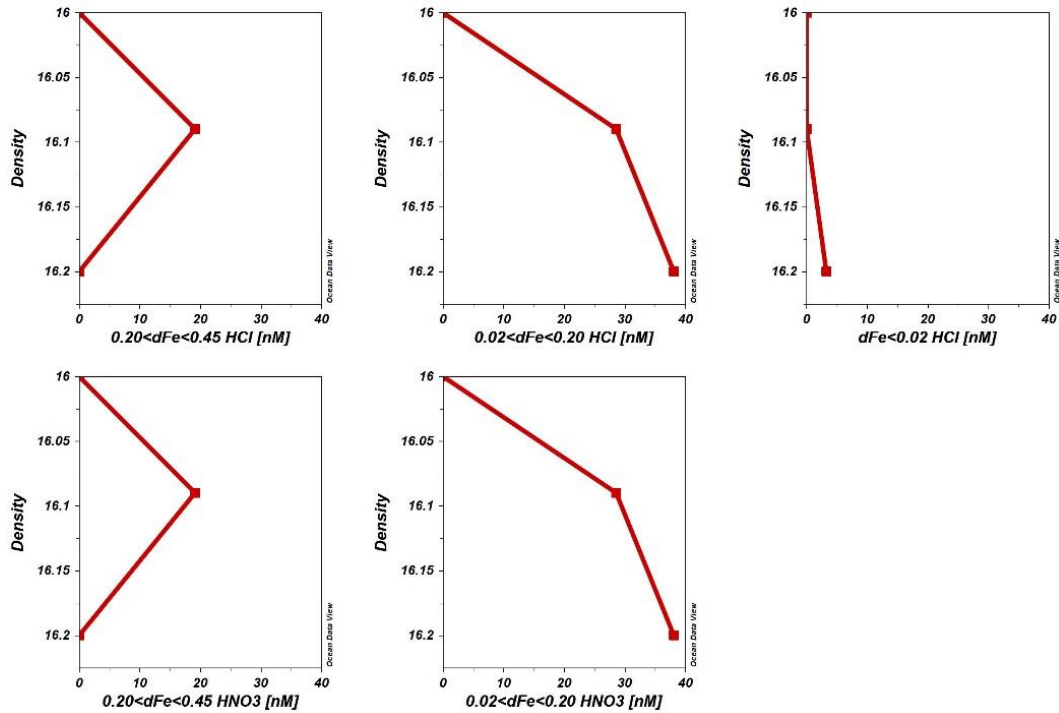 16
16.05
16.1
16.15
16.2
Density
0 10 20 30 40
0.20<dFe<0.45 HCl [nM]
Ocean Data View
16
16.05
16.1
16.15
16.2
Density
0 10 20 30 40
0.02<dFe<0.20 HCl [nM]
Ocean Data View
16
16.05
16.1
16.15
16.2
Density
0 10 20 30 40
dFe<0.02 HCl [nM]
Ocean Data View
16
16.05
16.1
16.15
16.2
Density
0 10 20 30 40
0.20<dFe<0.45 HNO3 [nM]
Ocean Data View
16
16.05
16.1
16.15
16.2
Density
0 10 20 30 40
0.02<dFe<0.20 HNO3 [nM]
Ocean Data View